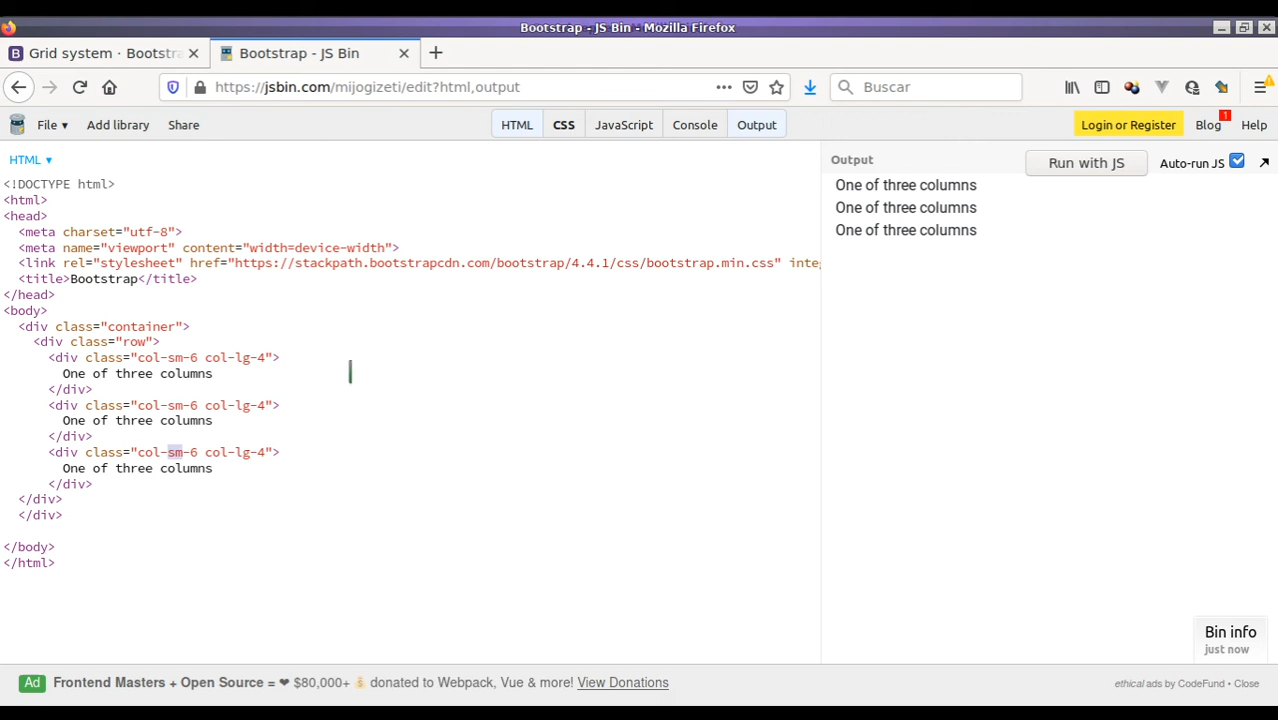 Bootstrap - JS Bin - Mozilla Firefox
Grid system · Bootstra
Bootstrap - JS Bin
https://jsbin.com/mijogizeti/edit?html,output
Buscar
File ▾ Add library Share HTML CSS JavaScript Console Output Login or Register Blog 1 Help
HTML ▾
<!DOCTYPE html>
<html>
<head>
  <meta charset="utf-8">
  <meta name="viewport" content="width=device-width">
  <link rel="stylesheet" href="https://stackpath.bootstrapcdn.com/bootstrap/4.4.1/css/bootstrap.min.css" inte
  <title>Bootstrap</title>
</head>
<body>
  <div class="container">
    <div class="row">
      <div class="col-sm-6 col-lg-4">
        One of three columns
      </div>
      <div class="col-sm-6 col-lg-4">
        One of three columns
      </div>
      <div class="col-sm-6 col-lg-4">
        One of three columns
      </div>
  </div>
  </div>
</body>
</html>
Output Run with JS Auto-run JS
One of three columns
One of three columns
One of three columns
Bin info
just now
Ad Frontend Masters + Open Source = ❤ $80,000+ 💰 donated to Webpack, Vue & more! View Donations
ethical ads by CodeFund • Close